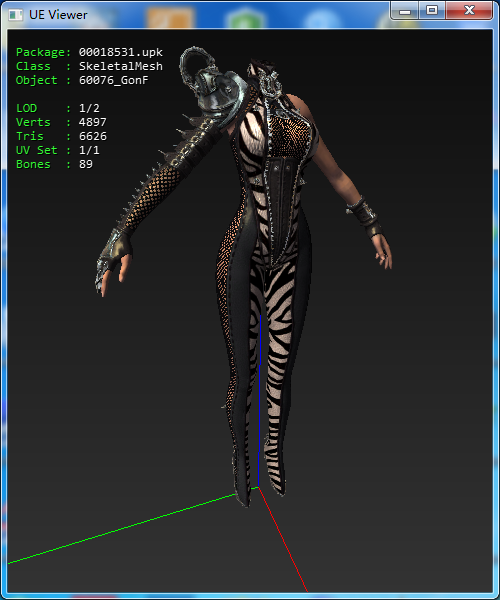 UE Viewer
Package: 00018531.upk
Class : SkeletalMesh
Object : 60076_GonF
LOD : 1/2
Verts : 4897
Tris : 6626
UV Set : 1/1
Bones : 89